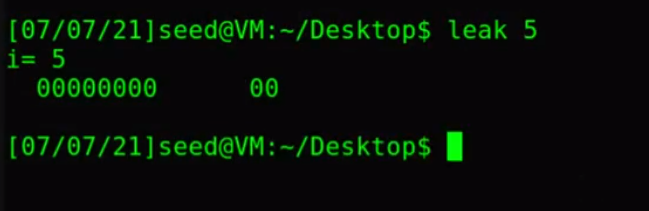 [07/07/21]seed@VM:~/Desktop$ leak 5
i= 5
  00000000      00
[07/07/21]seed@VM:~/Desktop$